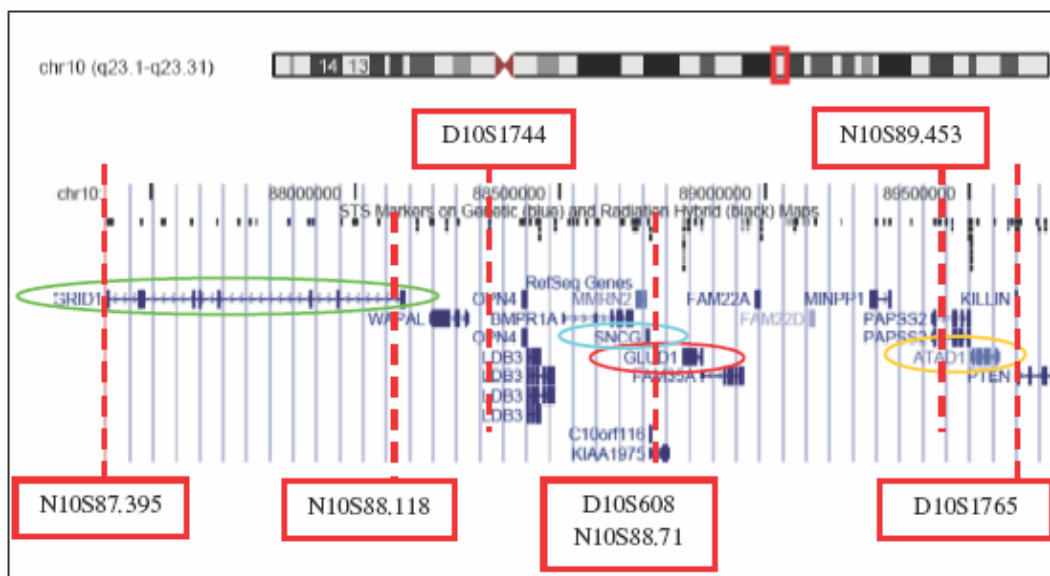 chr10 (q23.1-q23.31)
14 13
D10S1744
N10S89.453
chr10: 88000000 88500000 89000000 89500000
STS Markers on Genetic (blue) and Radiation Hybrid (black) Maps
RefSeq Genes
GRID1 OPN4 MMRN2 FAM22A MINPP1 KILLIN
WAPAL BMPR1A FAM22D PAPSS2
OPN4 SNCG PAPSS2
LDB3 GLUD1 ATAD1
LDB3 FAM35A PTEN
LDB3
LDB3
C10orf116
KIAA1975
N10S87.395
N10S88.118
D10S608
N10S88.71
D10S1765